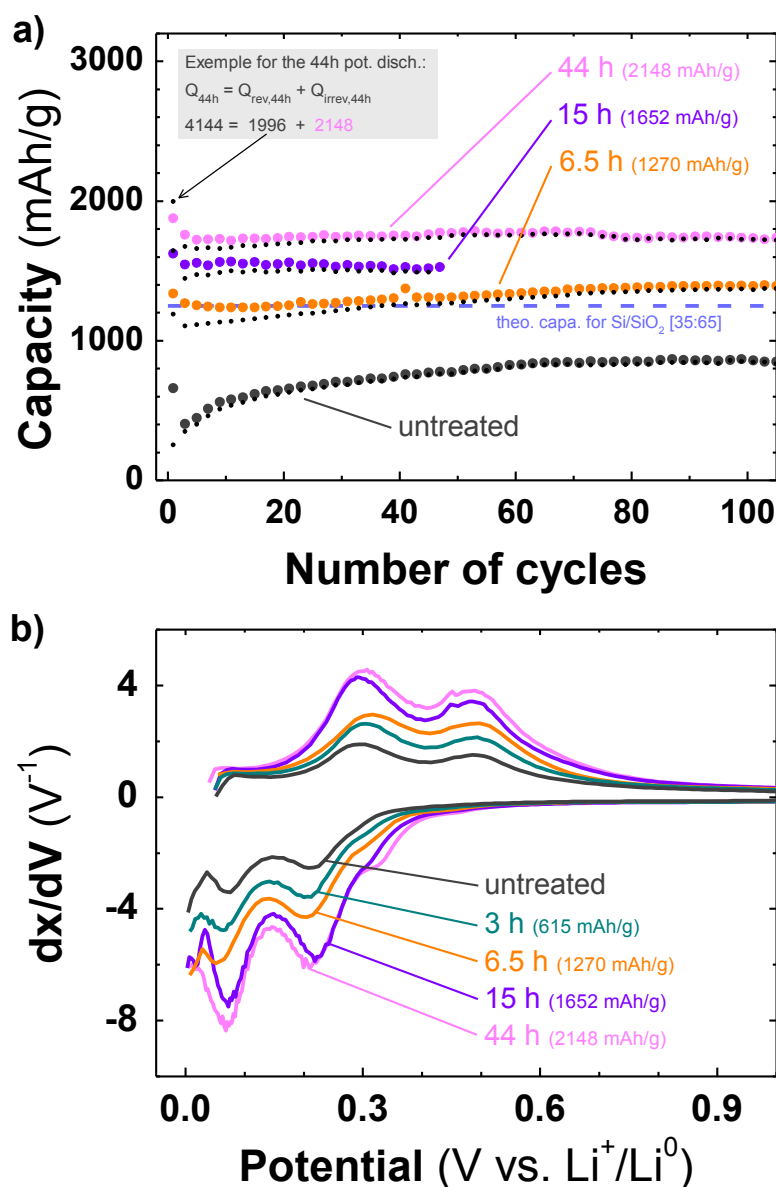 a)
3000
2000
1000
0
Capacity (mAh/g)
Exemple for the 44h pot. disch.:
Q44h = Qrev,44h + Qirrev,44h
4144 = 1996 + 2148
44 h (2148 mAh/g)
15 h (1652 mAh/g)
6.5 h (1270 mAh/g)
theo. capa. for Si/SiO2 [35:65]
untreated
0 20 40 60 80 100
Number of cycles
b)
4
0
-4
-8
dx/dV (V⁻¹)
untreated
3 h (615 mAh/g)
6.5 h (1270 mAh/g)
15 h (1652 mAh/g)
44 h (2148 mAh/g)
0.0 0.3 0.6 0.9
Potential (V vs. Li⁺/Li⁰)